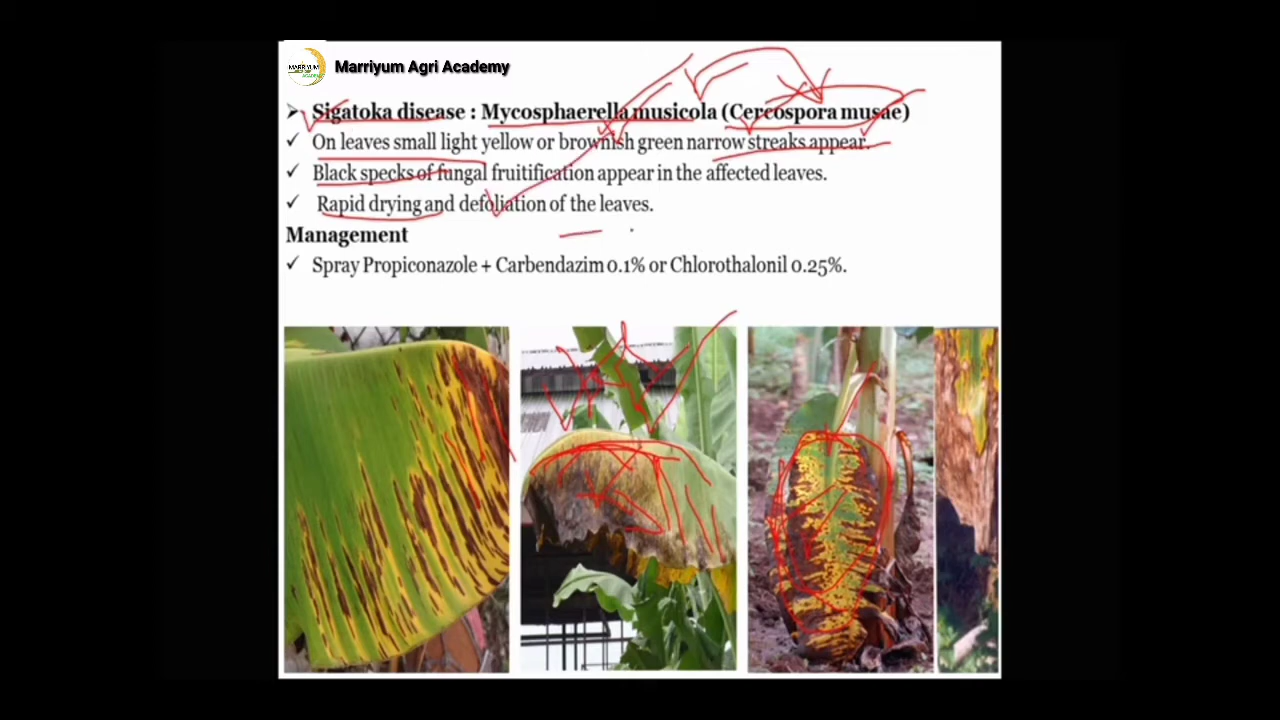 MARRIYUM
ACADEMY
Marriyum Agri Academy
➤ Sigatoka disease : Mycosphaerella musicola (Cercospora musae)
✓ On leaves small light yellow or brownish green narrow streaks appear.
✓ Black specks of fungal fruitification appear in the affected leaves.
✓ Rapid drying and defoliation of the leaves.
Management
✓ Spray Propiconazole + Carbendazim 0.1% or Chlorothalonil 0.25%.